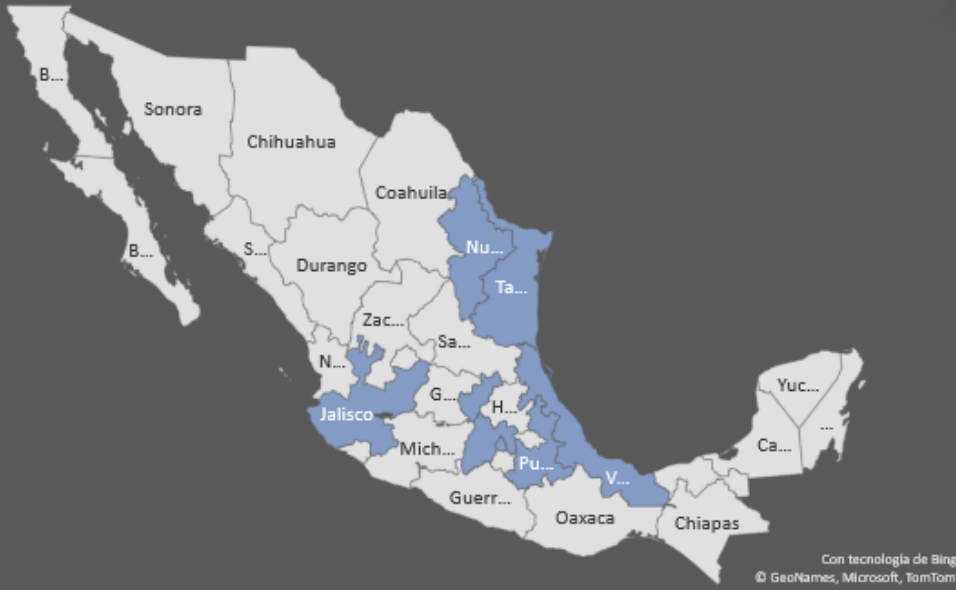 B...
Sonora
Chihuahua
Coahuila
B...
S...
Durango
Nu...
Ta...
Zac...
Sa...
N...
G...
H...
Jalisco
Mich...
Pu...
V...
Guerr...
Oaxaca
Chiapas
Yuc...
Ca...
...
Con tecnología de Bing
© GeoNames, Microsoft, TomTom